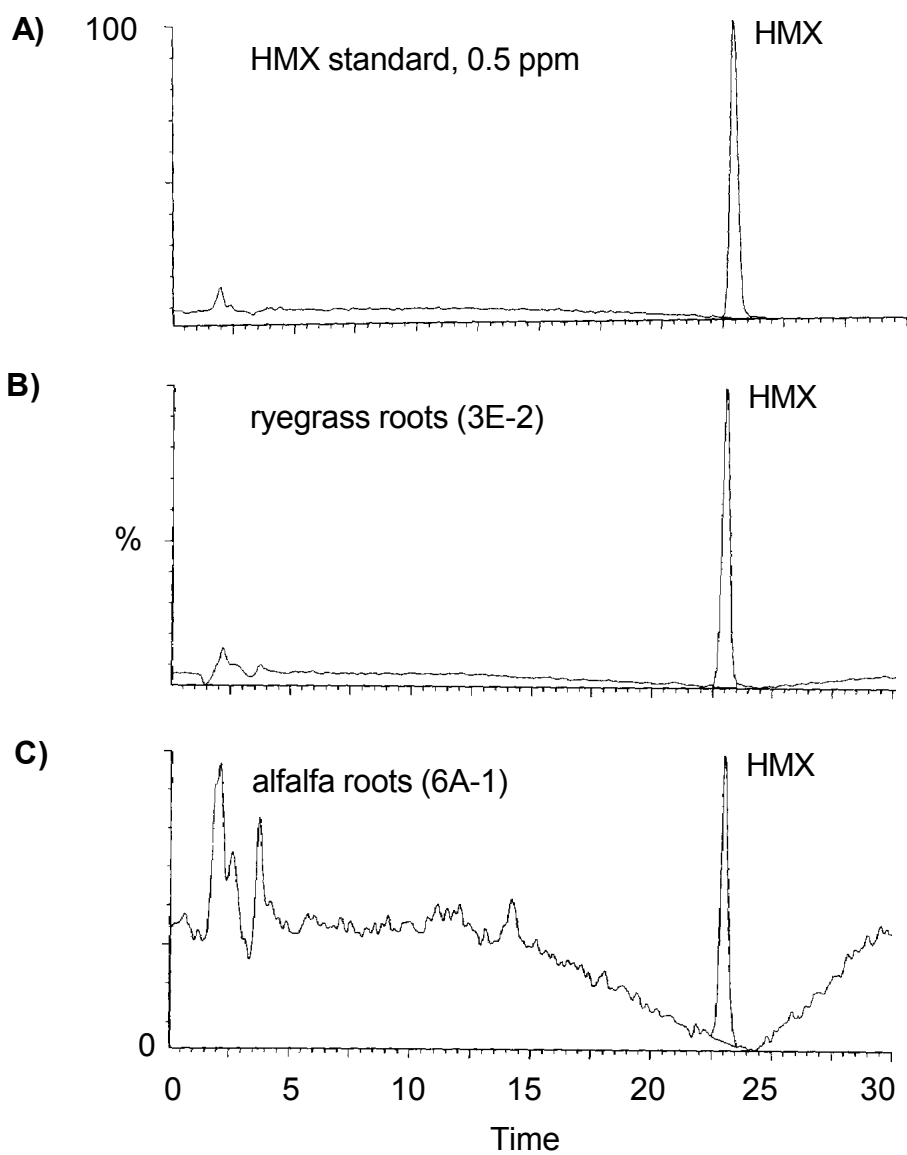 A)
100
HMX standard, 0.5 ppm
HMX
B)
ryegrass roots (3E-2)
HMX
%
C)
alfalfa roots (6A-1)
HMX
0
0 5 10 15 20 25 30
Time